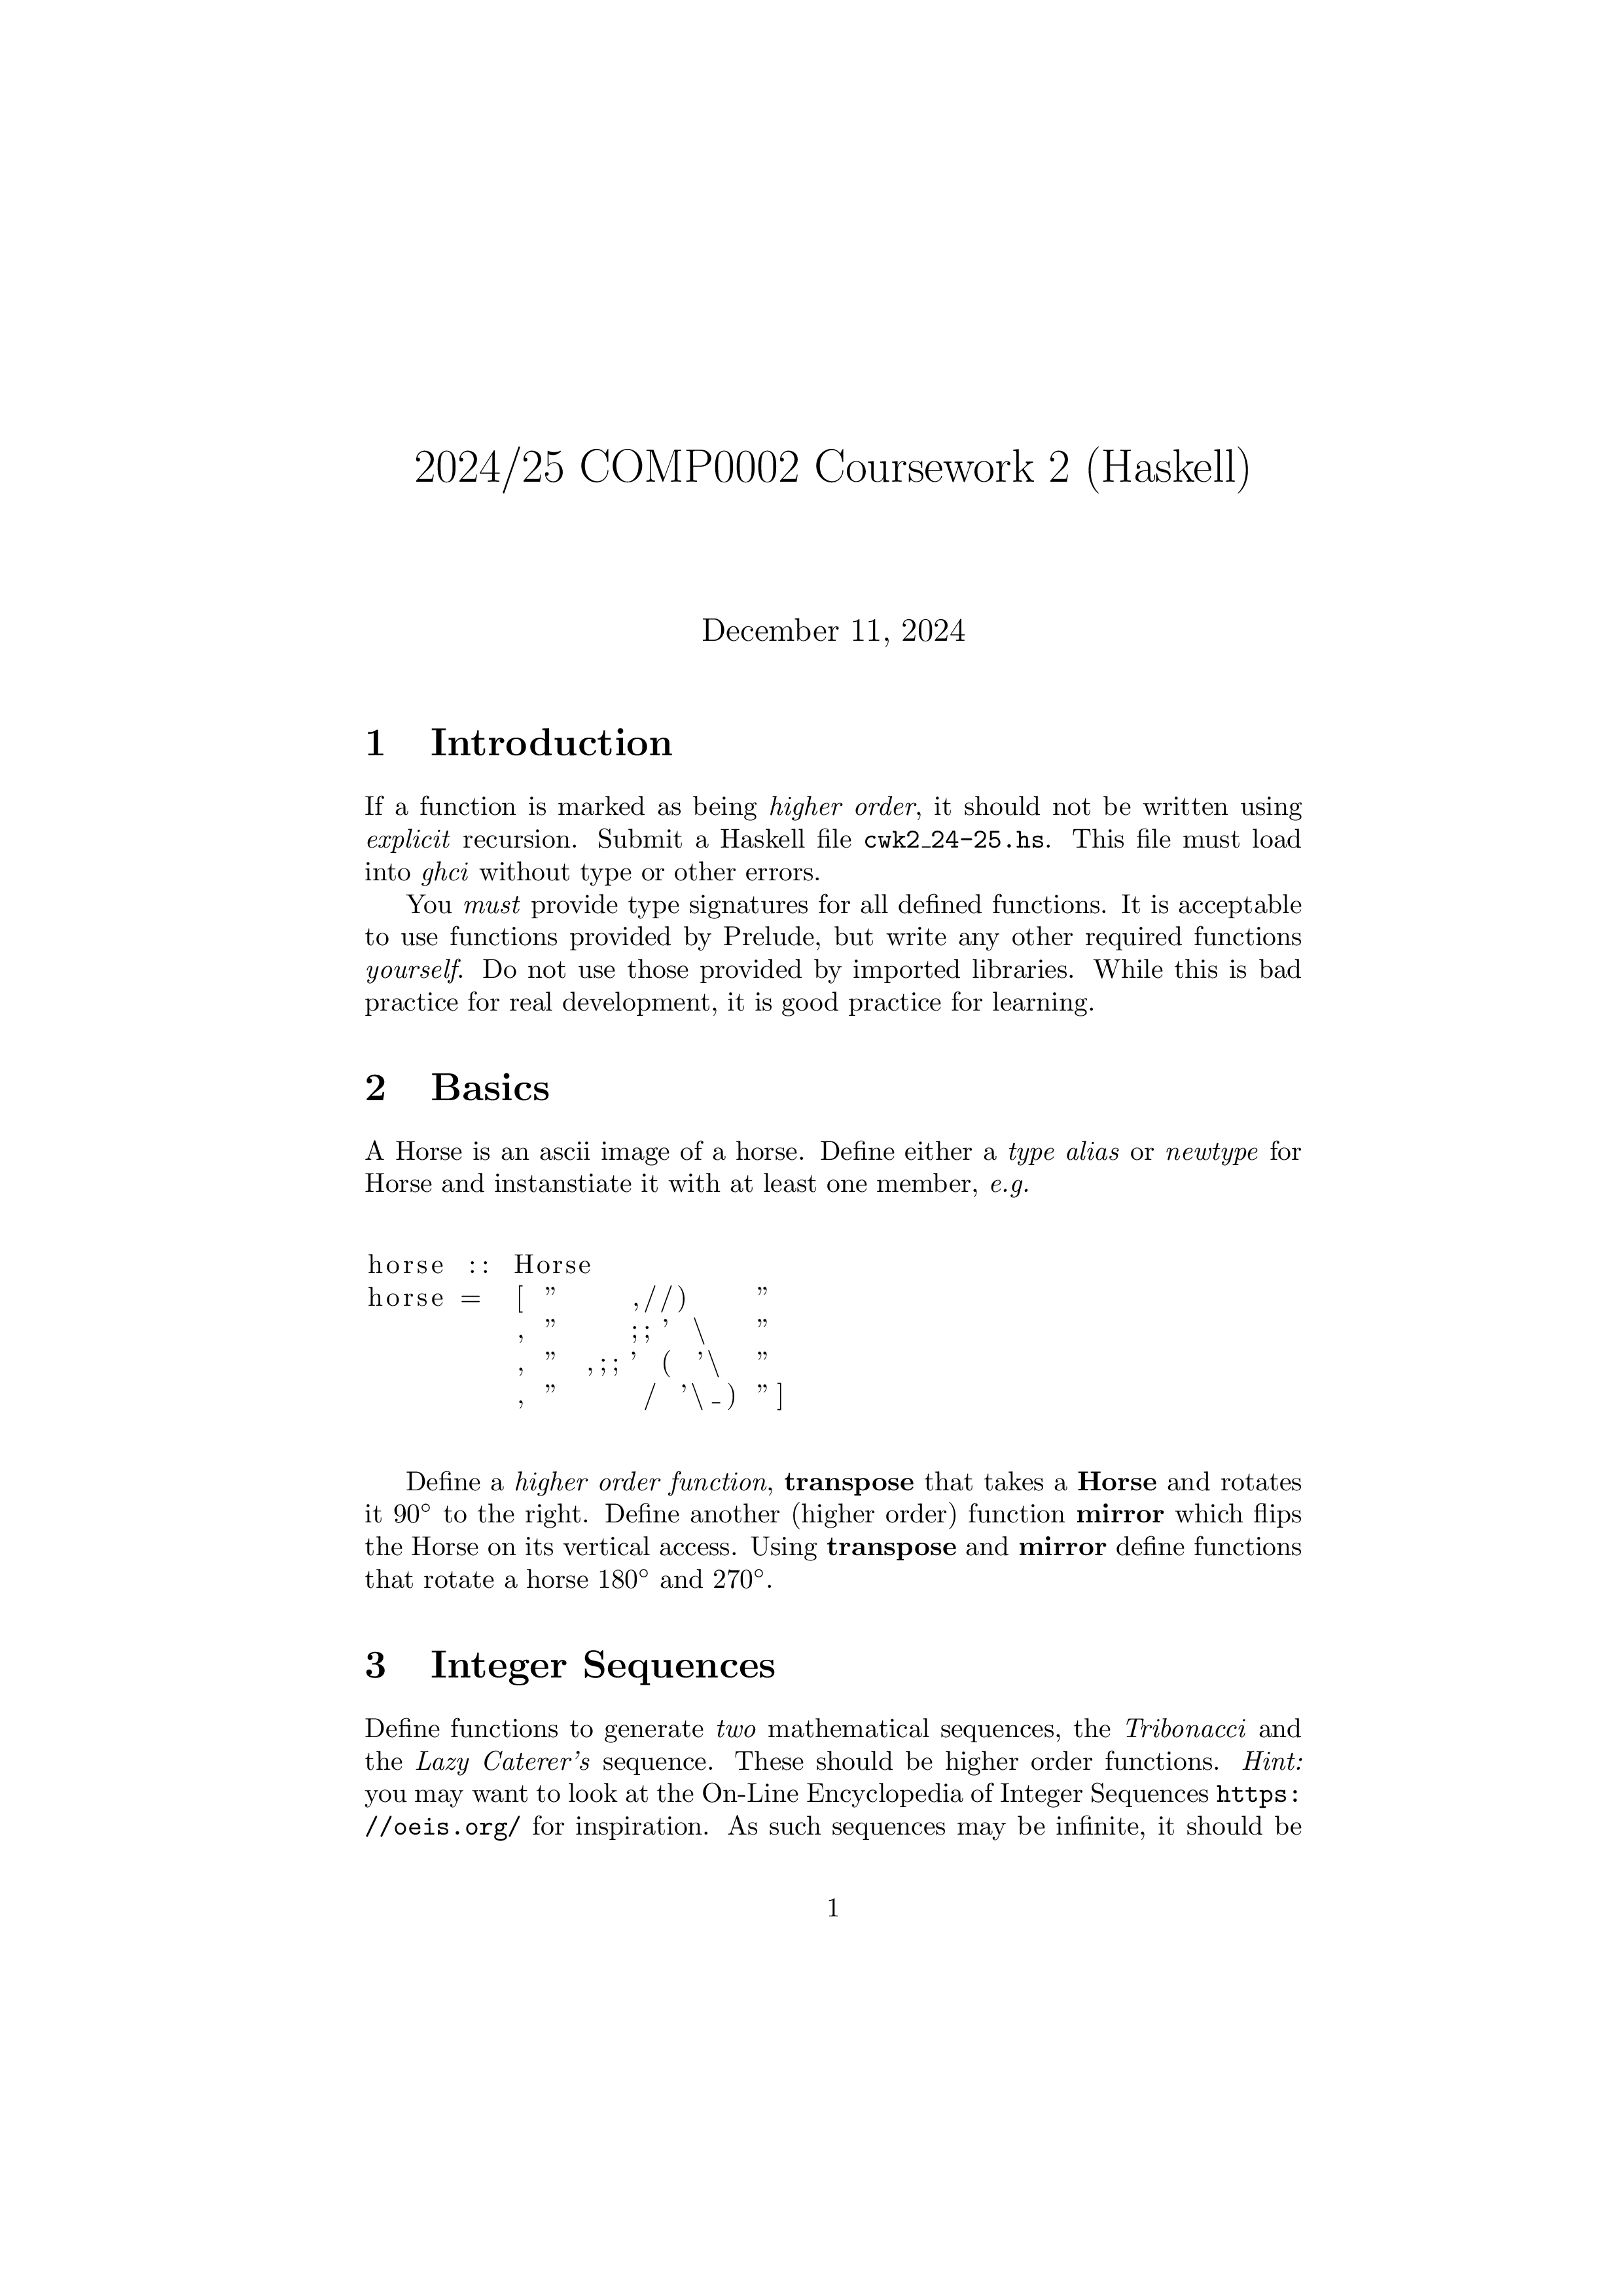 2024/25 COMP0002 Coursework 2 (Haskell)
December 11, 2024
1 Introduction
If a function is marked as being higher order, it should not be written using
explicit recursion. Submit a Haskell file cwk2_24-25.hs. This file must load
into ghci without type or other errors.
You must provide type signatures for all defined functions. It is acceptable
to use functions provided by Prelude, but write any other required functions
yourself. Do not use those provided by imported libraries. While this is bad
practice for real development, it is good practice for learning.
2 Basics
A Horse is an ascii image of a horse. Define either a type alias or newtype for
Horse and instanstiate it with at least one member, e.g.
horse :: Horse
horse = [ ”      ,//)     ”
, ”      ;;’ \    ”
, ”  ,;;’ ( ’\   ”
, ”       / ’\_) ”]
Define a higher order function, transpose that takes a Horse and rotates
it 90° to the right. Define another (higher order) function mirror which flips
the Horse on its vertical access. Using transpose and mirror define functions
that rotate a horse 180° and 270°.
3 Integer Sequences
Define functions to generate two mathematical sequences, the Tribonacci and
the Lazy Caterer’s sequence. These should be higher order functions. Hint:
you may want to look at the On-Line Encyclopedia of Integer Sequences https:
//oeis.org/ for inspiration. As such sequences may be infinite, it should be
1